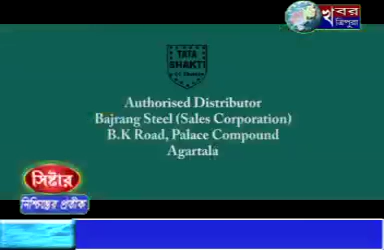 খবর
ত্রিপুরা
TATA
SHAKTI
Authorised Distributor
Bajrang Steel (Sales Corporation)
B.K Road, Palace Compound
Agartala
সিষ্টার
নিশ্চিন্তের প্রতীক